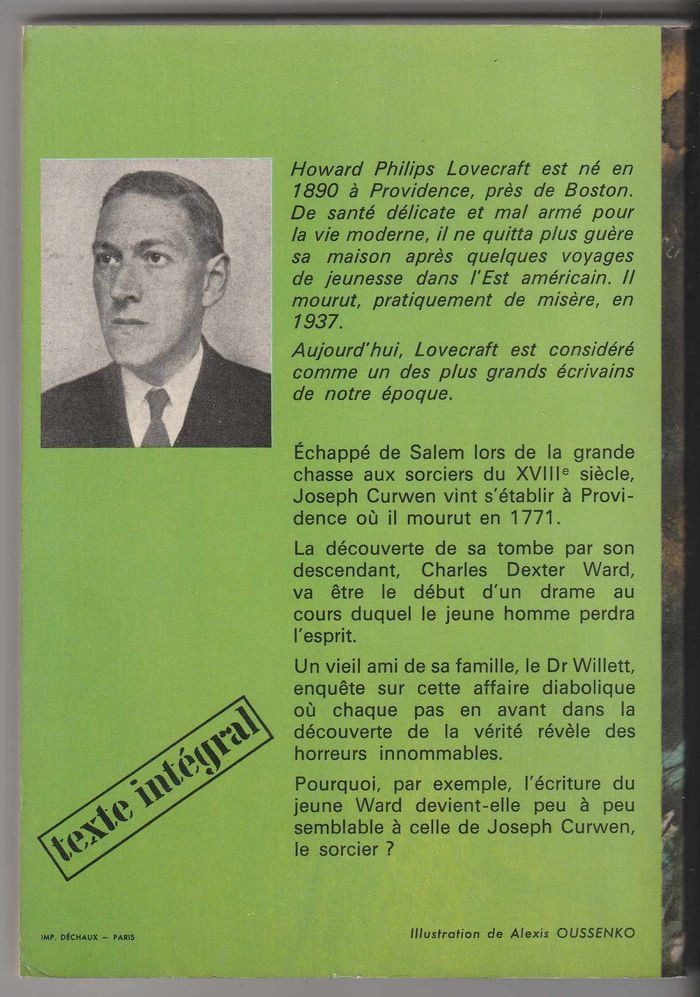 Howard Philips Lovecraft est né en
1890 à Providence, près de Boston.
De santé délicate et mal armé pour
la vie moderne, il ne quitta plus guère
sa maison après quelques voyages
de jeunesse dans l'Est américain. Il
mourut, pratiquement de misère, en
1937.
Aujourd'hui, Lovecraft est considéré
comme un des plus grands écrivains
de notre époque.
Échappé de Salem lors de la grande
chasse aux sorciers du XVIIIe siècle,
Joseph Curwen vint s'établir à Provi-
dence où il mourut en 1771.
La découverte de sa tombe par son
descendant, Charles Dexter Ward,
va être le début d'un drame au
cours duquel le jeune homme perdra
l'esprit.
Un vieil ami de sa famille, le Dr Willett,
enquête sur cette affaire diabolique
où chaque pas en avant dans la
découverte de la vérité révèle des
horreurs innommables.
Pourquoi, par exemple, l'écriture du
jeune Ward devient-elle peu à peu
semblable à celle de Joseph Curwen,
le sorcier ?
texte intégral
IMP. DÉCHAUX – PARIS
Illustration de Alexis OUSSENKO